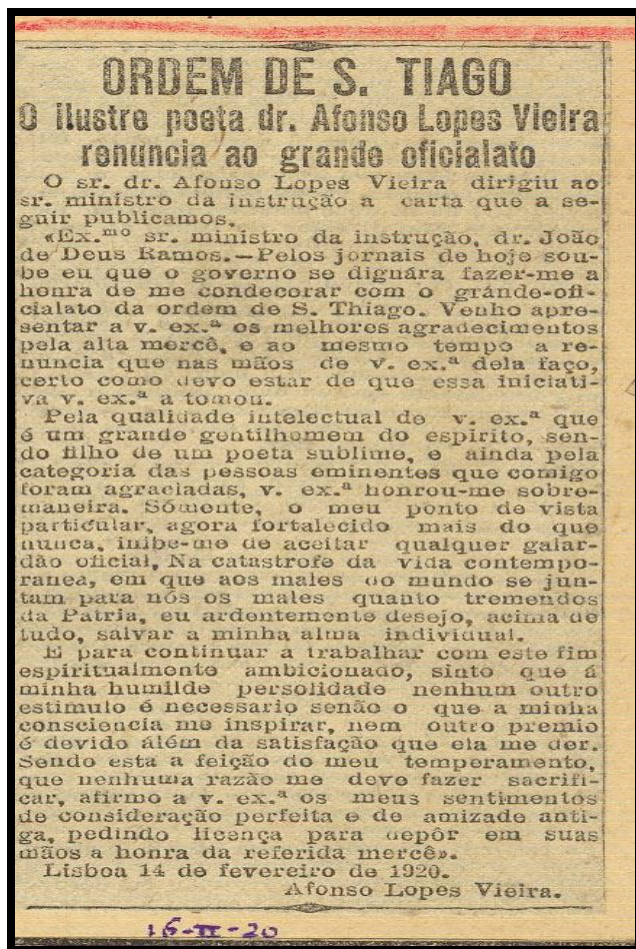 ORDEM DE S. TIAGO
O ilustre poeta dr. Afonso Lopes Vieira
renuncia ao grande oficialato
O sr. dr. Afonso Lopes Vieira dirigiu ao
sr. ministro da instrução a carta que a se-
guir publicamos.
«Ex.mo sr. ministro da instrução, dr. João
de Deus Ramos.—Pelos jornais de hoje sou-
be eu que o governo se dignára fazer-me a
honra de me condecorar com o grande-ofi-
cialato da ordem de S. Thiago. Venho apre-
sentar a v. ex.ª os melhores agradecimentos
pela alta mercê, e ao mesmo tempo a re-
nuncia que nas mãos de v. ex.ª dela faço,
certo como devo estar de que essa iniciati-
va v. ex.ª a tomou.
Pela qualidade intelectual de v. ex.ª que
é um grande gentilhomem do espirito, sen-
do filho de um poeta sublime, e ainda pela
categoria das pessoas eminentes que comigo
foram agraciadas, v. ex.ª honrou-me sobre-
maneira. Sómente, o meu ponto de vista
particular, agora fortalecido mais do que
nunca, inibe-me de aceitar qualquer galar-
dão oficial. Na catastrofe da vida contempo-
ranea, em que aos males do mundo se jun-
tam para nós os males quanto tremendos
da Patria, eu ardentemente desejo, acima de
tudo, salvar a minha alma individual.
E para continuar a trabalhar com este fim
espiritualmente ambicionado, sinto que á
minha humilde persolidade nenhum outro
estimulo é necessario senão o que a minha
consciencia me inspirar, nem outro premio
é devido álém da satisfação que ela me der.
Sendo esta a feição do meu temperamento,
que nenhuma razão me deve fazer sacrifi-
car, afirmo a v. ex.ª os meus sentimentos
de consideração perfeita e de amizade anti-
ga, pedindo licença para depôr em suas
mãos a honra da referida mercê».
Lisboa 14 de fevereiro de 1920.
Afonso Lopes Vieira.
16-II-20